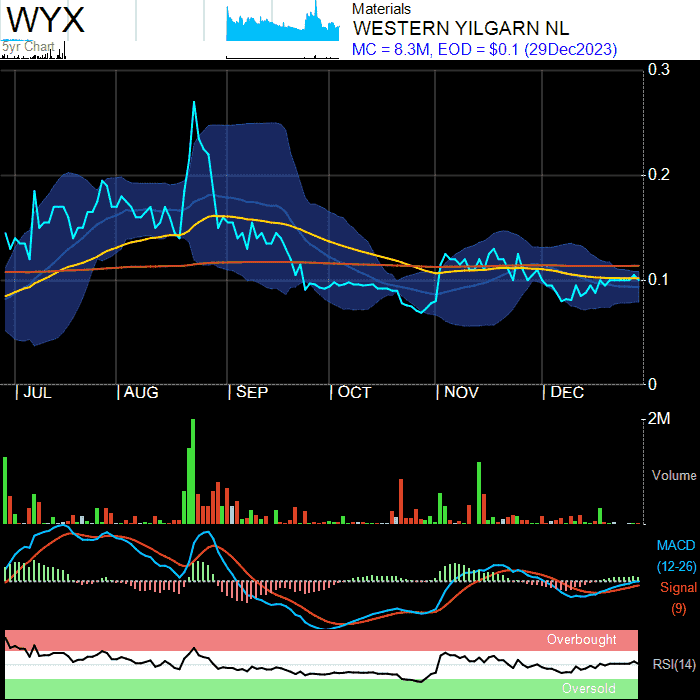 WYX
5yr Chart
Materials
WESTERN YILGARN NL
MC = 8.3M, EOD = $0.1 (29Dec2023)
0.3
0.2
0.1
0
JUL AUG SEP OCT NOV DEC
2M
Volume
MACD
(12-26)
Signal
(9)
Overbought
RSI(14)
Oversold